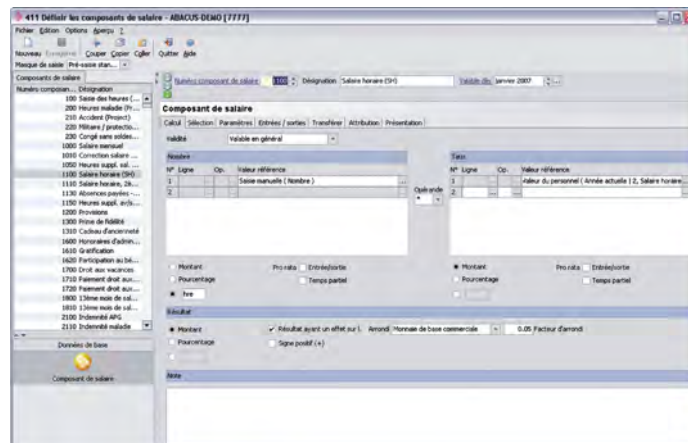 411 Définir les composants de salaire - ABACUS-DEMO [7777]
Fichier Edition Options Aperçu ?
Nouveau Enregistrer Couper Copier Coller Quitter Aide
Masque de saisie Pré-saisie stan...
Composants de salaire
Numéro composan... Désignation
100 Saisie des heures (...
200 Heures maladie (Pr...
210 Accident (Project)
220 Militaire / protectio...
230 Congé sans soldes...
1000 Salaire mensuel
1010 Correction salaire ...
1050 Heures suppl. sal. ...
1100 Salaire horaire (SH)
1110 Salaire horaire, 2è...
1130 Absences payées -...
1150 Heures suppl. av/s...
1200 Provisions
1300 Prime de fidélité
1310 Cadeau d'ancienneté
1600 Honoraires d'admin...
1610 Gratification
1620 Participation au bé...
1700 Droit aux vacances
1710 Paiement droit aux...
1720 Paiement droit aux...
1800 13ème mois de sal...
1810 13ème mois de sal...
2100 Indemnité APG
2110 Indemnité maladie
Données de base
Composant de salaire
Numéro composant de salaire 1100 Désignation Salaire horaire (SH) Valable dès janvier 2007
Composant de salaire
Calcul Sélection Paramètres Entrées / sorties Transférer Attribution Présentation
Validité Valable en général
Nombre
N° Ligne Op. Valeur référence
1 Saisie manuelle ( Nombre )
2
Opérande
*
Taux
N° Ligne Op. Valeur référence
1 Valeur du personnel ( Année actuelle ) 2, Salaire horaire
2
Montant Pro rata Entrée/sortie
Pourcentage Temps partiel
hre
Montant Pro rata Entrée/sortie
Pourcentage Temps partiel
Résultat
Montant Résultat ayant un effet sur l. Arrondi Monnaie de base commerciale 0.05 Facteur d'arrondi
Pourcentage Signe positif (+)
Note